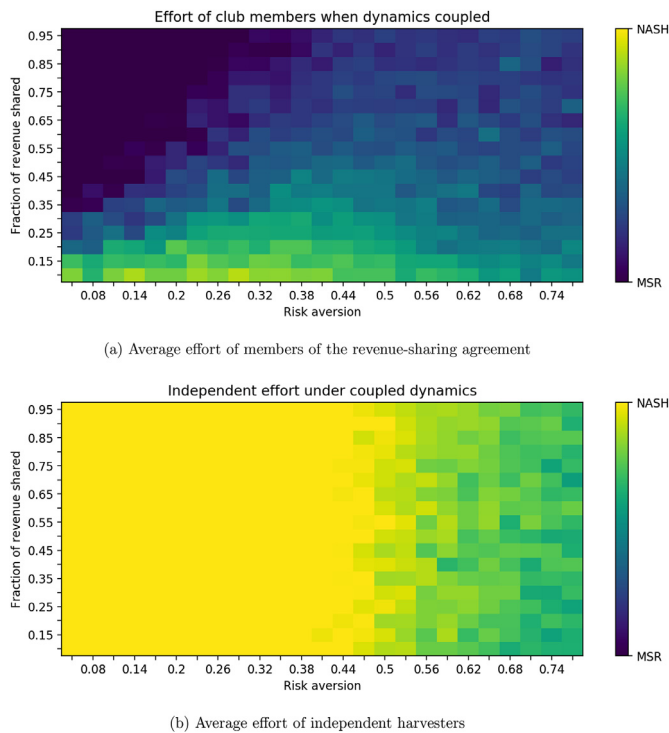 Effort of club members when dynamics coupled
0.95
0.85
0.75
0.65
0.55
0.45
0.35
0.25
0.15
Fraction of revenue shared
0.08 0.14 0.2 0.26 0.32 0.38 0.44 0.5 0.56 0.62 0.68 0.74
Risk aversion
NASH
MSR
(a) Average effort of members of the revenue-sharing agreement
Independent effort under coupled dynamics
0.95
0.85
0.75
0.65
0.55
0.45
0.35
0.25
0.15
Fraction of revenue shared
0.08 0.14 0.2 0.26 0.32 0.38 0.44 0.5 0.56 0.62 0.68 0.74
Risk aversion
NASH
MSR
(b) Average effort of independent harvesters